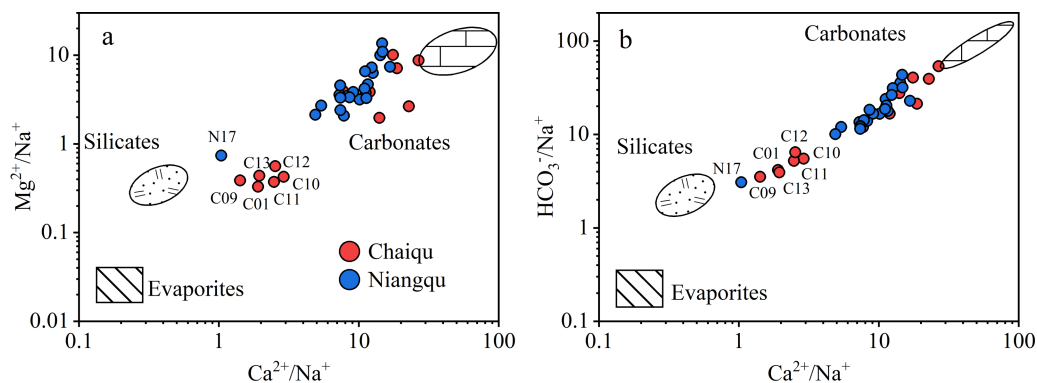 a
10
1
0.1
0.01
0.1
1
10
100
Mg²⁺/Na⁺
Ca²⁺/Na⁺
Silicates
Carbonates
Evaporites
N17
C13
C12
C09
C01
C11
C10
Chaiqu
Niangqu
b
100
10
1
0.1
0.1
1
10
100
HCO₃⁻/Na⁺
Ca²⁺/Na⁺
Carbonates
Silicates
Evaporites
N17
C01
C12
C10
C09
C13
C11